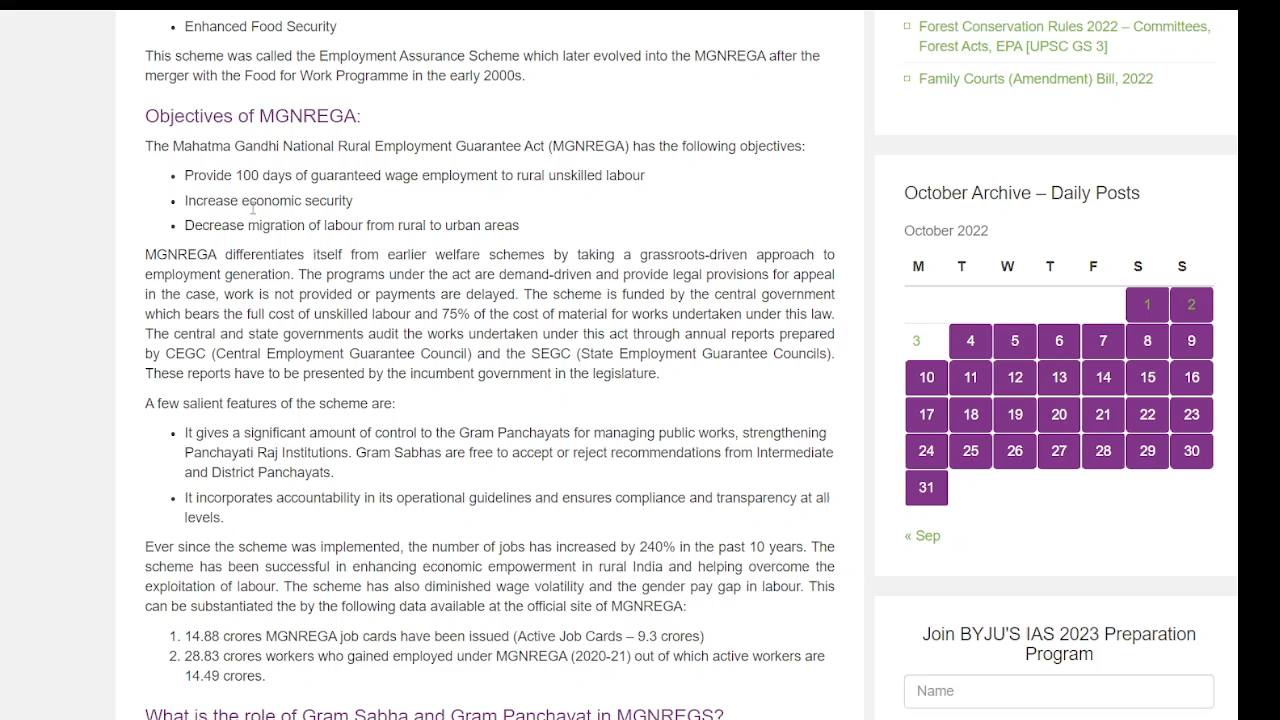 Enhanced Food Security
This scheme was called the Employment Assurance Scheme which later evolved into the MGNREGA after the
merger with the Food for Work Programme in the early 2000s.
Objectives of MGNREGA:
The Mahatma Gandhi National Rural Employment Guarantee Act (MGNREGA) has the following objectives:
Provide 100 days of guaranteed wage employment to rural unskilled labour
Increase economic security
Decrease migration of labour from rural to urban areas
MGNREGA differentiates itself from earlier welfare schemes by taking a grassroots-driven approach to
employment generation. The programs under the act are demand-driven and provide legal provisions for appeal
in the case, work is not provided or payments are delayed. The scheme is funded by the central government
which bears the full cost of unskilled labour and 75% of the cost of material for works undertaken under this law.
The central and state governments audit the works undertaken under this act through annual reports prepared
by CEGC (Central Employment Guarantee Council) and the SEGC (State Employment Guarantee Councils).
These reports have to be presented by the incumbent government in the legislature.
A few salient features of the scheme are:
It gives a significant amount of control to the Gram Panchayats for managing public works, strengthening
Panchayati Raj Institutions. Gram Sabhas are free to accept or reject recommendations from Intermediate
and District Panchayats.
It incorporates accountability in its operational guidelines and ensures compliance and transparency at all
levels.
Ever since the scheme was implemented, the number of jobs has increased by 240% in the past 10 years. The
scheme has been successful in enhancing economic empowerment in rural India and helping overcome the
exploitation of labour. The scheme has also diminished wage volatility and the gender pay gap in labour. This
can be substantiated the by the following data available at the official site of MGNREGA:
1. 14.88 crores MGNREGA job cards have been issued (Active Job Cards – 9.3 crores)
2. 28.83 crores workers who gained employed under MGNREGA (2020-21) out of which active workers are
14.49 crores.
What is the role of Gram Sabha and Gram Panchayat in MGNREGS?
Forest Conservation Rules 2022 – Committees,
Forest Acts, EPA [UPSC GS 3]
Family Courts (Amendment) Bill, 2022
October Archive – Daily Posts
October 2022
M T W T F S S
1 2
3 4 5 6 7 8 9
10 11 12 13 14 15 16
17 18 19 20 21 22 23
24 25 26 27 28 29 30
31
« Sep
Join BYJU'S IAS 2023 Preparation
Program
Name